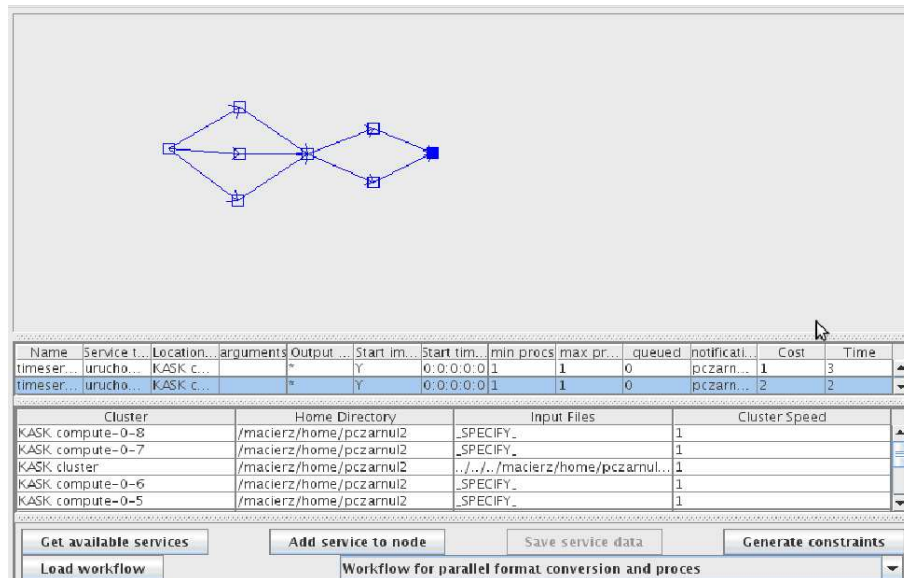 Name Service t... Location... arguments Output ... Start im... Start tim... min procs max pr... queued notificati... Cost Time
timeser... urucho... KASK c... * Y 0:0:0:0:0 1 1 0 pczarn... 1 3
timeser... urucho... KASK c... * Y 0:0:0:0:0 1 1 0 pczarn... 2 2
Cluster Home Directory Input Files Cluster Speed
KASK compute-0-8 /macierz/home/pczarnul2 _SPECIFY_ 1
KASK compute-0-7 /macierz/home/pczarnul2 _SPECIFY_ 1
KASK cluster /macierz/home/pczarnul2 ../../../macierz/home/pczarnul... 1
KASK compute-0-6 /macierz/home/pczarnul2 _SPECIFY_ 1
KASK compute-0-5 /macierz/home/pczarnul2 _SPECIFY_ 1
Get available services Add service to node Save service data Generate constraints
Load workflow Workflow for parallel format conversion and proces